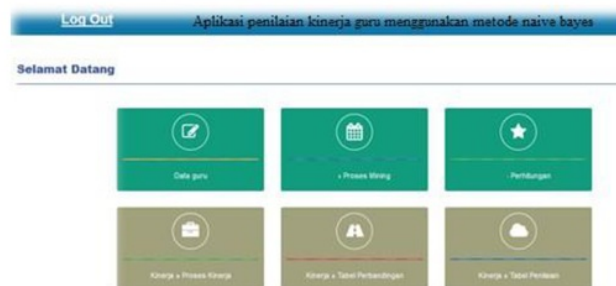 Log Out
Aplikasi penilaian kinerja guru menggunakan metode naive bayes
Selamat Datang
Data guru
» Proses Mining
- Perhitungan
Kinerja » Proses Kinerja
Kinerja » Tabel Perbandingan
Kinerja » Tabel Penilaian